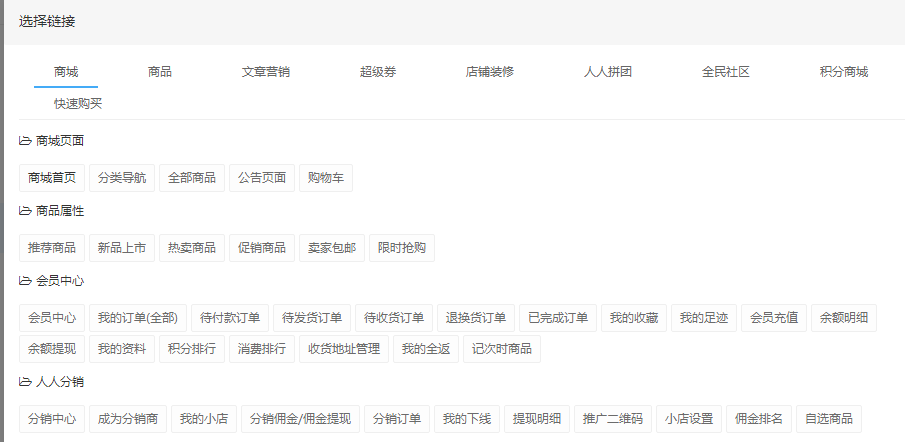 选择链接
商城 商品 文章营销 超级券 店铺装修 人人拼团 全民社区 积分商城
快速购买
商城页面
商城首页 分类导航 全部商品 公告页面 购物车
商品属性
推荐商品 新品上市 热卖商品 促销商品 卖家包邮 限时抢购
会员中心
会员中心 我的订单(全部) 待付款订单 待发货订单 待收货订单 退换货订单 已完成订单 我的收藏 我的足迹 会员充值 余额明细
余额提现 我的资料 积分排行 消费排行 收货地址管理 我的全返 记次时商品
人人分销
分销中心 成为分销商 我的小店 分销佣金/佣金提现 分销订单 我的下线 提现明细 推广二维码 小店设置 佣金排名 自选商品